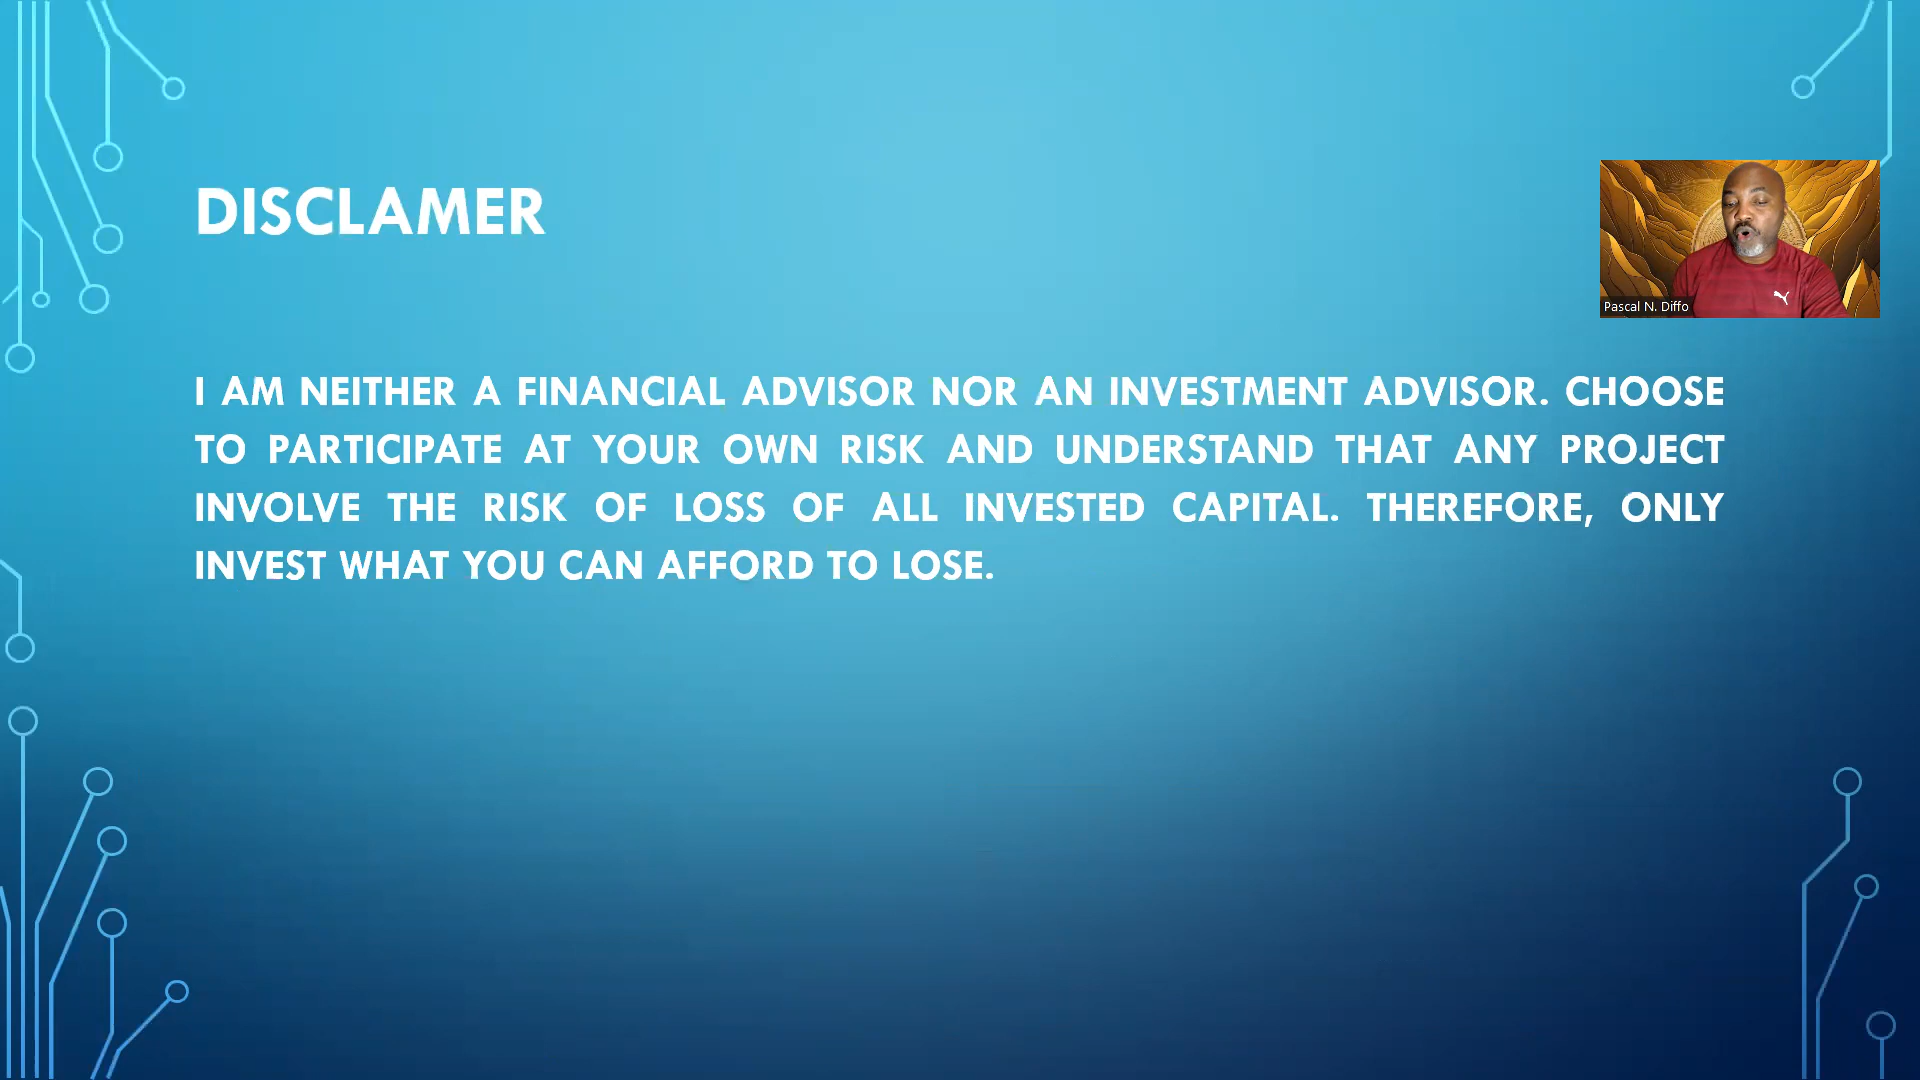 DISCLAMER
Pascal N. Diffo
I AM NEITHER A FINANCIAL ADVISOR NOR AN INVESTMENT ADVISOR. CHOOSE
TO PARTICIPATE AT YOUR OWN RISK AND UNDERSTAND THAT ANY PROJECT
INVOLVE THE RISK OF LOSS OF ALL INVESTED CAPITAL. THEREFORE, ONLY
INVEST WHAT YOU CAN AFFORD TO LOSE.